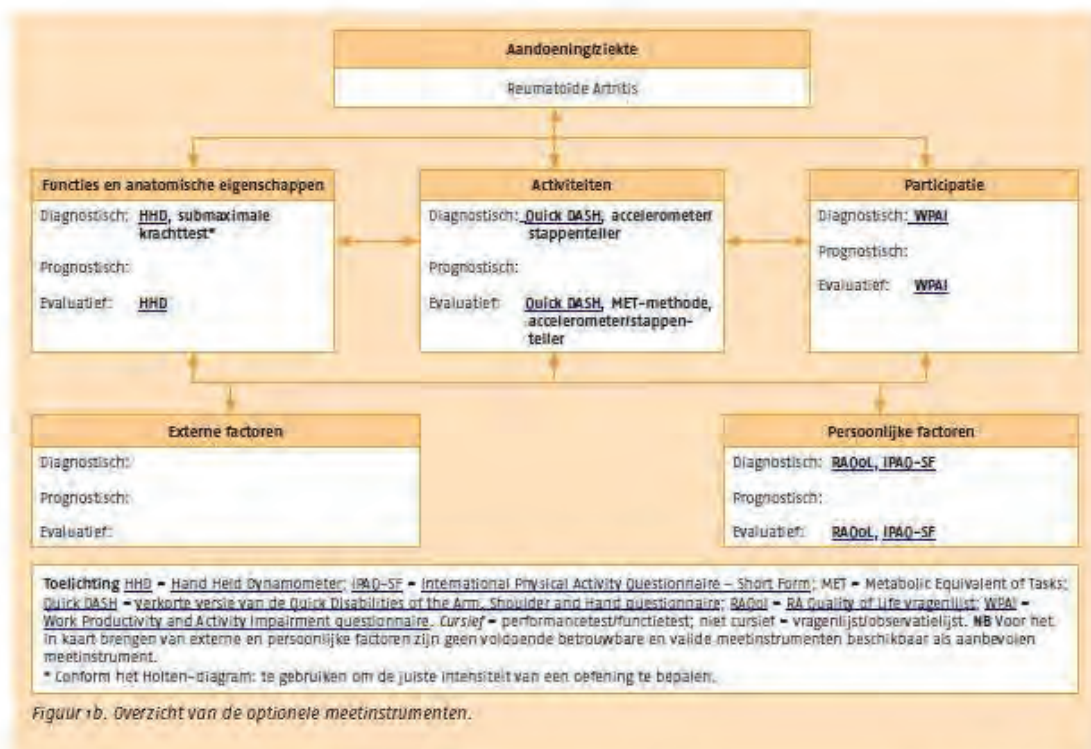 Aandoening/ziekte
Reumatoïde Artritis
Functies en anatomische eigenschappen
Diagnostisch: HHD, submaximale
krachttest*
Prognostisch:
Evaluatief: HHD
Activiteiten
Diagnostisch: Quick DASH, accelerometer/
stappenteller
Prognostisch:
Evaluatief: Quick DASH, MET-methode,
accelerometer/stappen-
teller
Participatie
Diagnostisch: WPAI
Prognostisch:
Evaluatief: WPAI
Externe factoren
Diagnostisch:
Prognostisch:
Evaluatief:
Persoonlijke factoren
Diagnostisch: RAQoL, IPAQ-SF
Prognostisch:
Evaluatief: RAQoL, IPAQ-SF
Toelichting HHD = Hand Held Dynamometer; IPAQ-SF = International Physical Activity Questionnaire – Short Form; MET = Metabolic Equivalent of Tasks;
Quick DASH = verkorte versie van de Quick Disabilities of the Arm, Shoulder and Hand questionnaire; RAQol = RA Quality of Life vragenlijst; WPAI =
Work Productivity and Activity Impairment questionnaire. Cursief = performancetest/functietest; niet cursief = vragenlijst/observatielijst. NB Voor het
in kaart brengen van externe en persoonlijke factoren zijn geen voldoende betrouwbare en valide meetinstrumenten beschikbaar als aanbevolen
meetinstrument.
* Conform het Holten-diagram: te gebruiken om de juiste intensiteit van een oefening te bepalen.
Figuur 1b. Overzicht van de optionele meetinstrumenten.